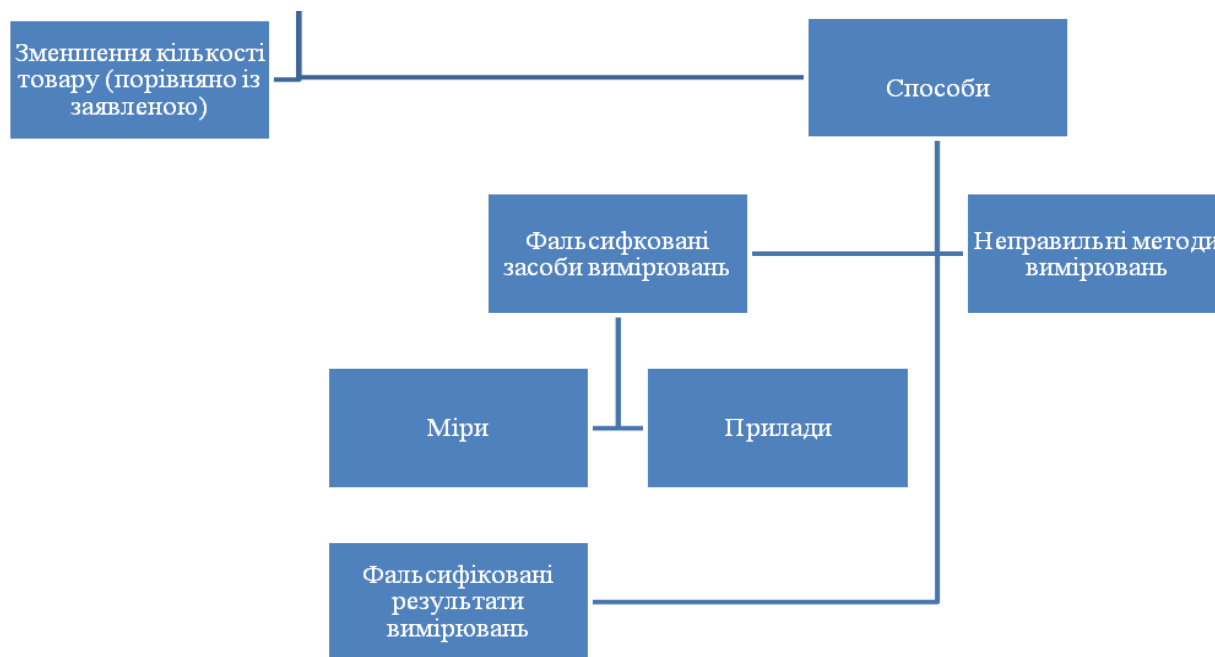 Зменшення кількості
товару (порівняно із
заявленою)
Способи
Фальсифковані
засоби вимірювань
Неправильні методи
вимірювань
Міри
Прилади
Фальсифіковані
результати
вимірювань